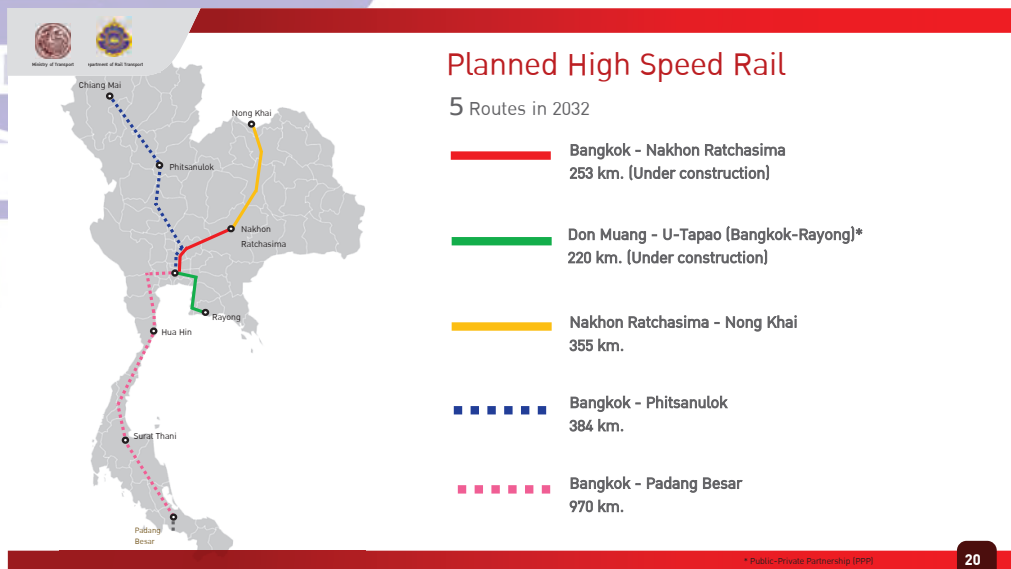 Ministry of Transport
epartment of Rail Transport
Planned High Speed Rail
5 Routes in 2032
Bangkok - Nakhon Ratchasima
253 km. (Under construction)
Don Muang - U-Tapao (Bangkok-Rayong)*
220 km. (Under construction)
Nakhon Ratchasima - Nong Khai
355 km.
Bangkok - Phitsanulok
384 km.
Bangkok - Padang Besar
970 km.
Chiang Mai
Nong Khai
Phitsanulok
Nakhon
Ratchasima
Rayong
Hua Hin
Surat Thani
Padang
Besar
* Public-Private Partnership (PPP)
20